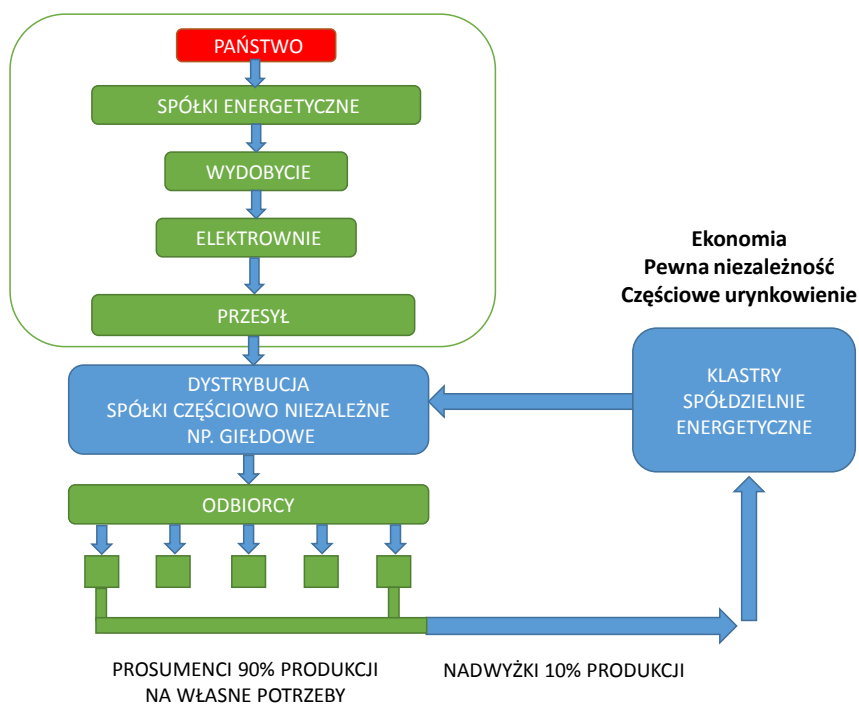 PAŃSTWO
SPÓŁKI ENERGETYCZNE
WYDOBYCIE
ELEKTROWNIE
PRZESYŁ
DYSTRYBUCJA
SPÓŁKI CZĘŚCIOWO NIEZALEŻNE
NP. GIEŁDOWE
ODBIORCY
Ekonomia
Pewna niezależność
Częściowe urynkowienie
KLASTRY
SPÓŁDZIELNIE
ENERGETYCZNE
PROSUMENCI 90% PRODUKCJI
NA WŁASNE POTRZEBY
NADWYŻKI 10% PRODUKCJI